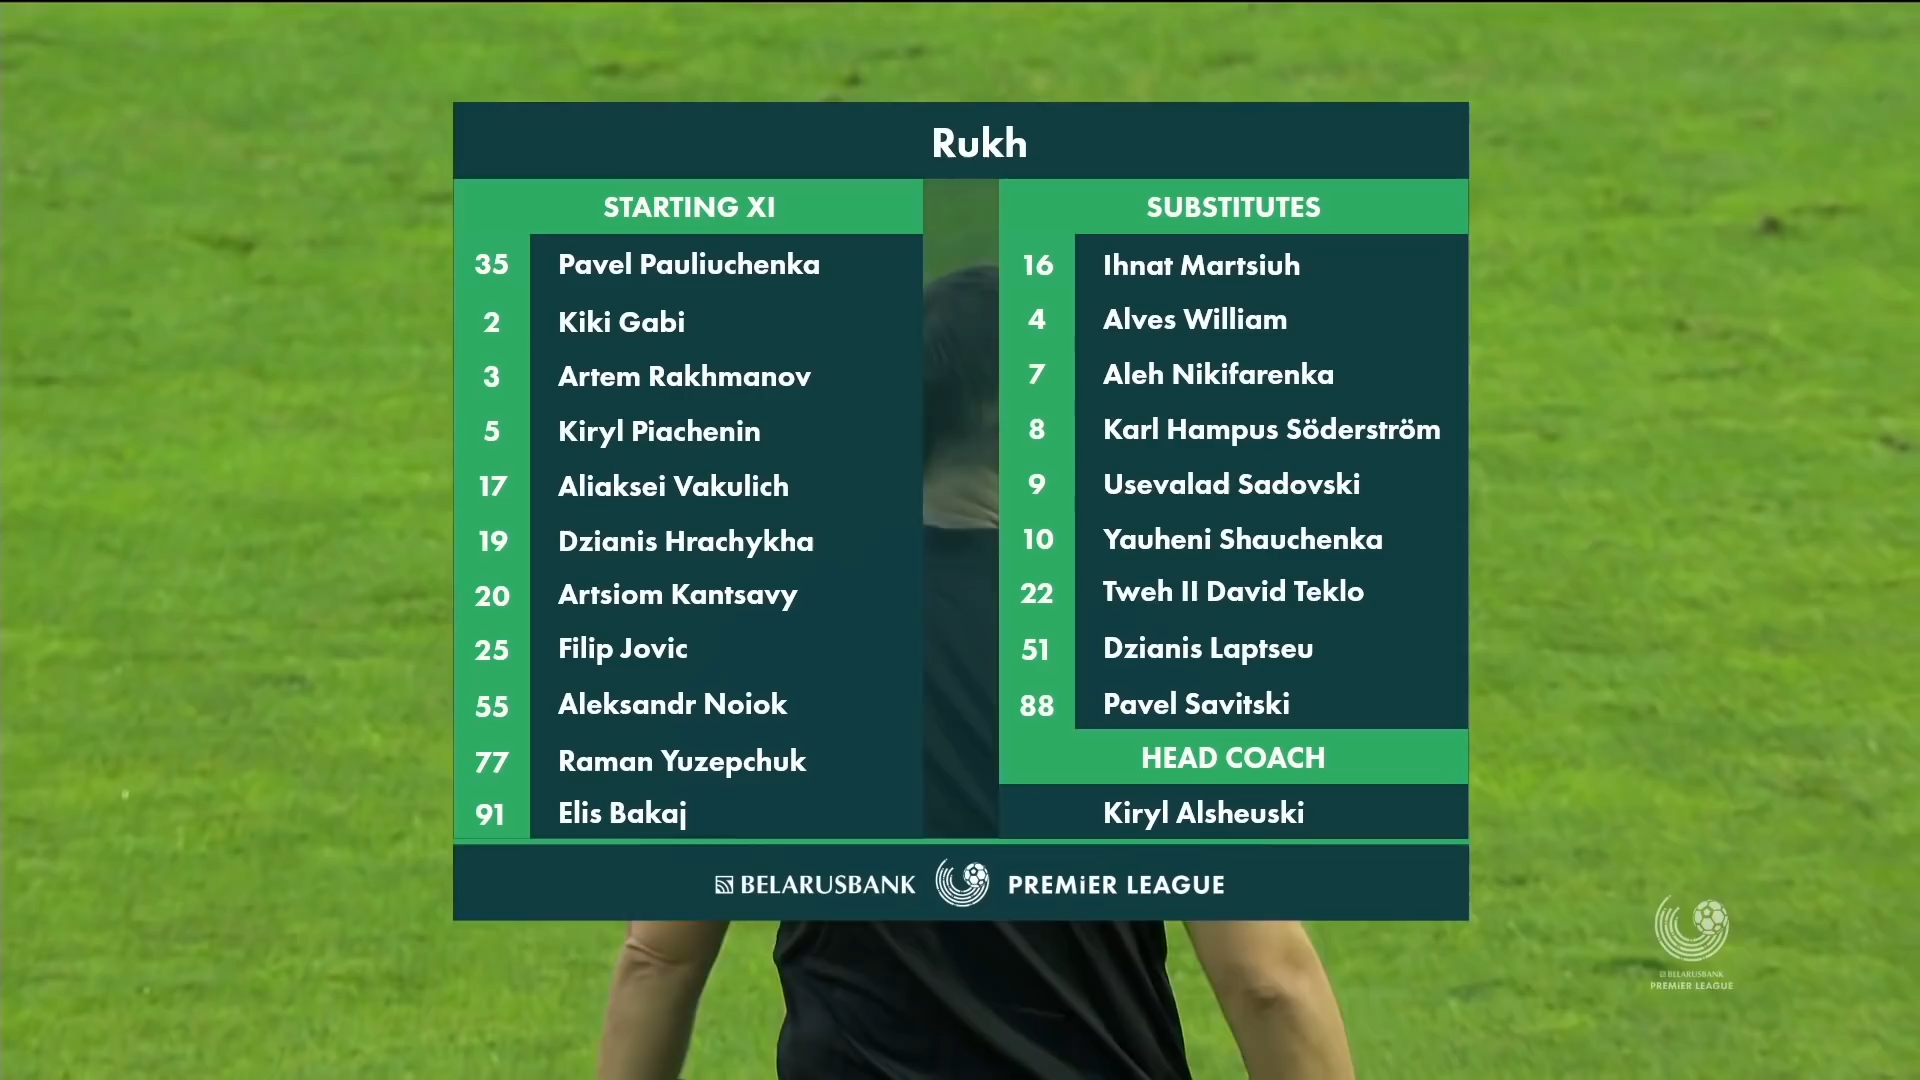 Rukh
STARTING XI
35 Pavel Pauliuchenka
2 Kiki Gabi
3 Artem Rakhmanov
5 Kiryl Piachenin
17 Aliaksei Vakulich
19 Dzianis Hrachykha
20 Artsiom Kantsavy
25 Filip Jovic
55 Aleksandr Noiok
77 Raman Yuzepchuk
91 Elis Bakaj
SUBSTITUTES
16 Ihnat Martsiuh
4 Alves William
7 Aleh Nikifarenka
8 Karl Hampus Söderström
9 Usevalad Sadovski
10 Yauheni Shauchenka
22 Tweh II David Teklo
51 Dzianis Laptseu
88 Pavel Savitski
HEAD COACH
Kiryl Alsheuski
BELARUSBANK PREMiER LEAGUE
BELARUSBANK
PREMiER LEAGUE